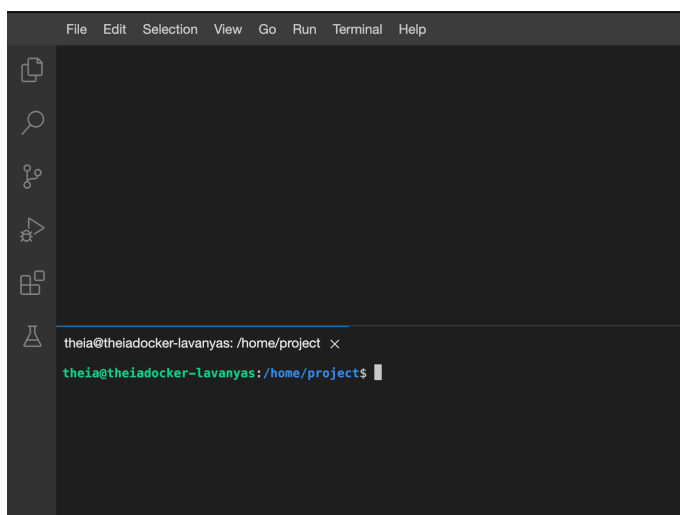 File Edit Selection View Go Run Terminal Help
theia@theiadocker-lavanyas: /home/project ×
theia@theiadocker-lavanyas:/home/project$